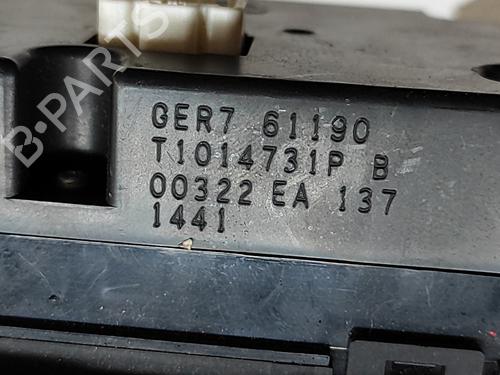 B-PARTS
GER7 61190
T1014731P B
00322 EA 137
1441